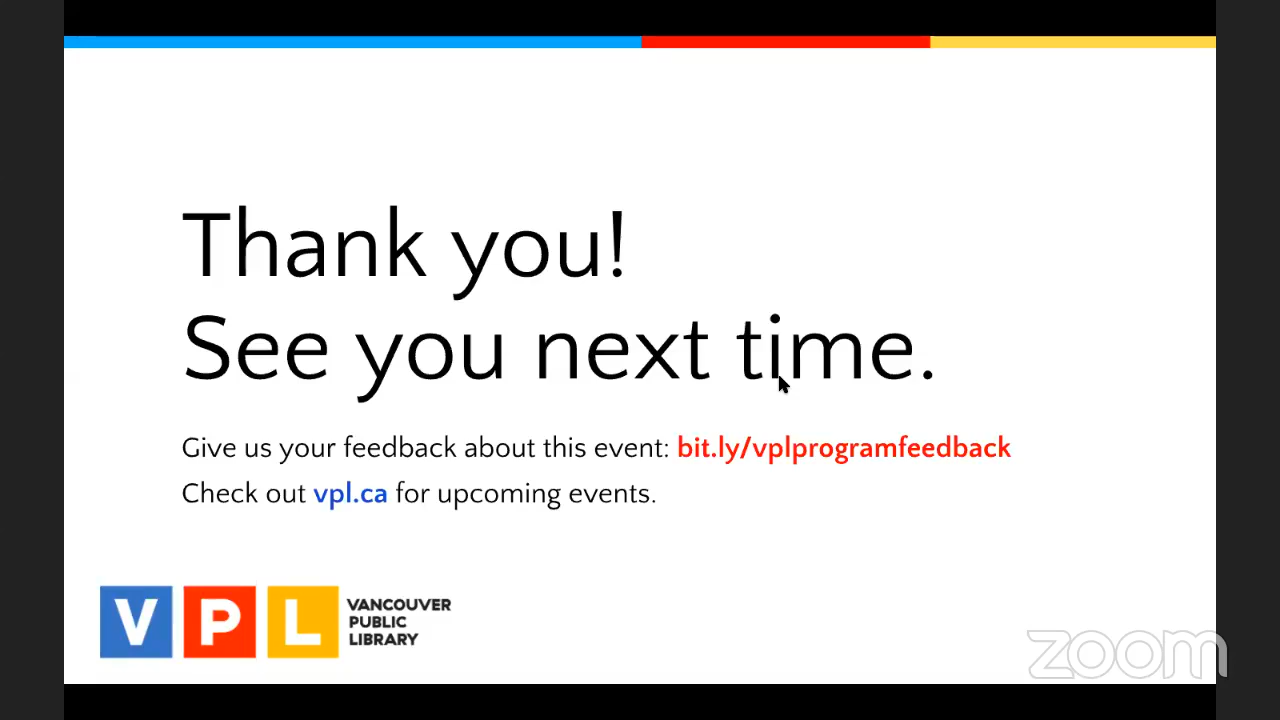 Thank you!
See you next time.
Give us your feedback about this event: bit.ly/vplprogramfeedback
Check out vpl.ca for upcoming events.
V P L
VANCOUVER
PUBLIC
LIBRARY
zoom